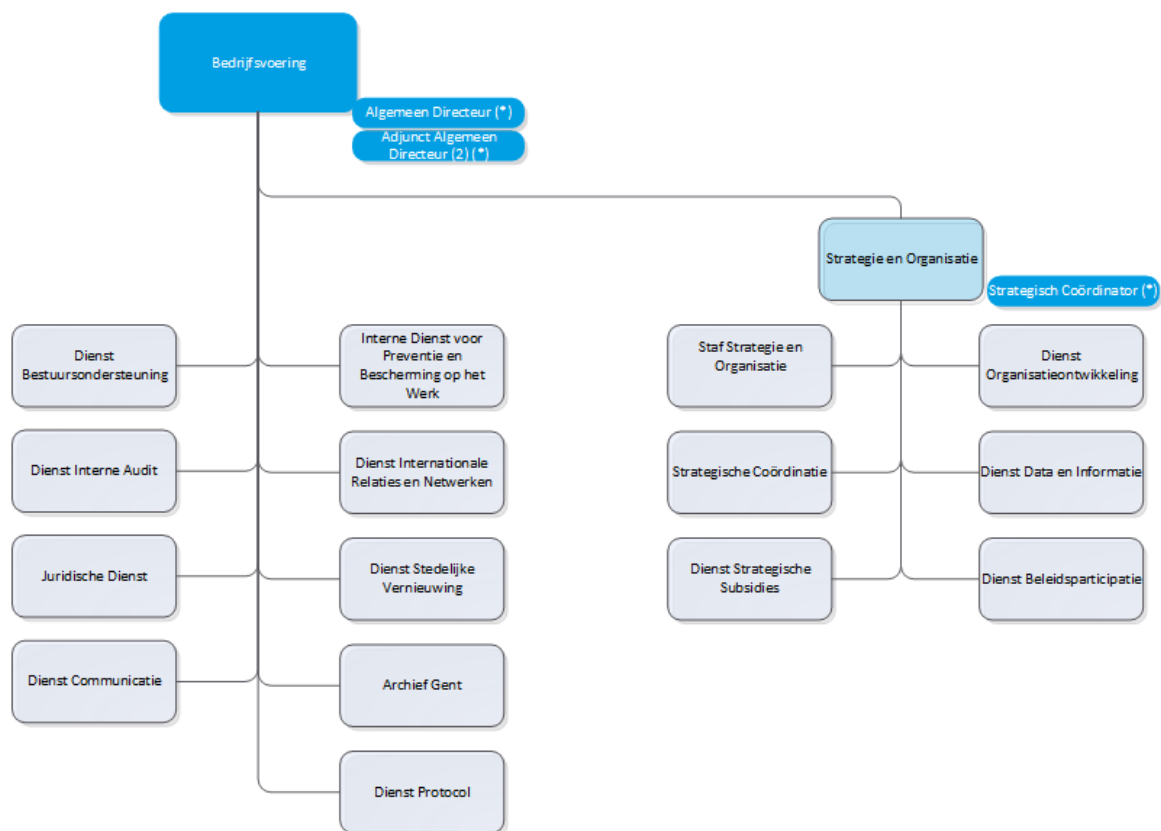 Bedrijfsvoering
Algemeen Directeur (*)
Adjunct Algemeen
Directeur (2) (*)
Strategie en Organisatie
Strategisch Coördinator (*)
Dienst
Bestuursondersteuning
Interne Dienst voor
Preventie en
Bescherming op het
Werk
Staf Strategie en
Organisatie
Dienst
Organisatieontwikkeling
Dienst Interne Audit
Dienst Internationale
Relaties en Netwerken
Strategische Coördinatie
Dienst Data en Informatie
Juridische Dienst
Dienst Stedelijke
Vernieuwing
Dienst Strategische
Subsidies
Dienst Beleidsparticipatie
Dienst Communicatie
Archief Gent
Dienst Protocol